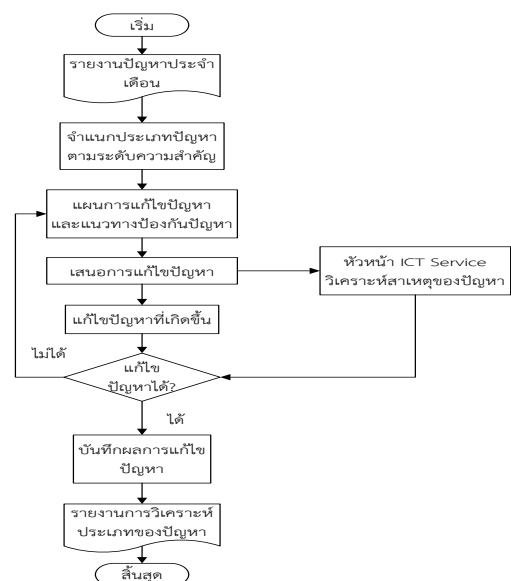 เริ่ม
รายงานปัญหาประจำ
เดือน
จำแนกประเภทปัญหา
ตามระดับความสำคัญ
แผนการแก้ไขปัญหา
และแนวทางป้องกันปัญหา
เสนอการแก้ไขปัญหา
หัวหน้า ICT Service
วิเคราะห์สาเหตุของปัญหา
แก้ไขปัญหาที่เกิดขึ้น
ไม่ได้
แก้ไข
ปัญหาได้?
ได้
บันทึกผลการแก้ไข
ปัญหา
รายงานการวิเคราะห์
ประเภทของปัญหา
สิ้นสุด